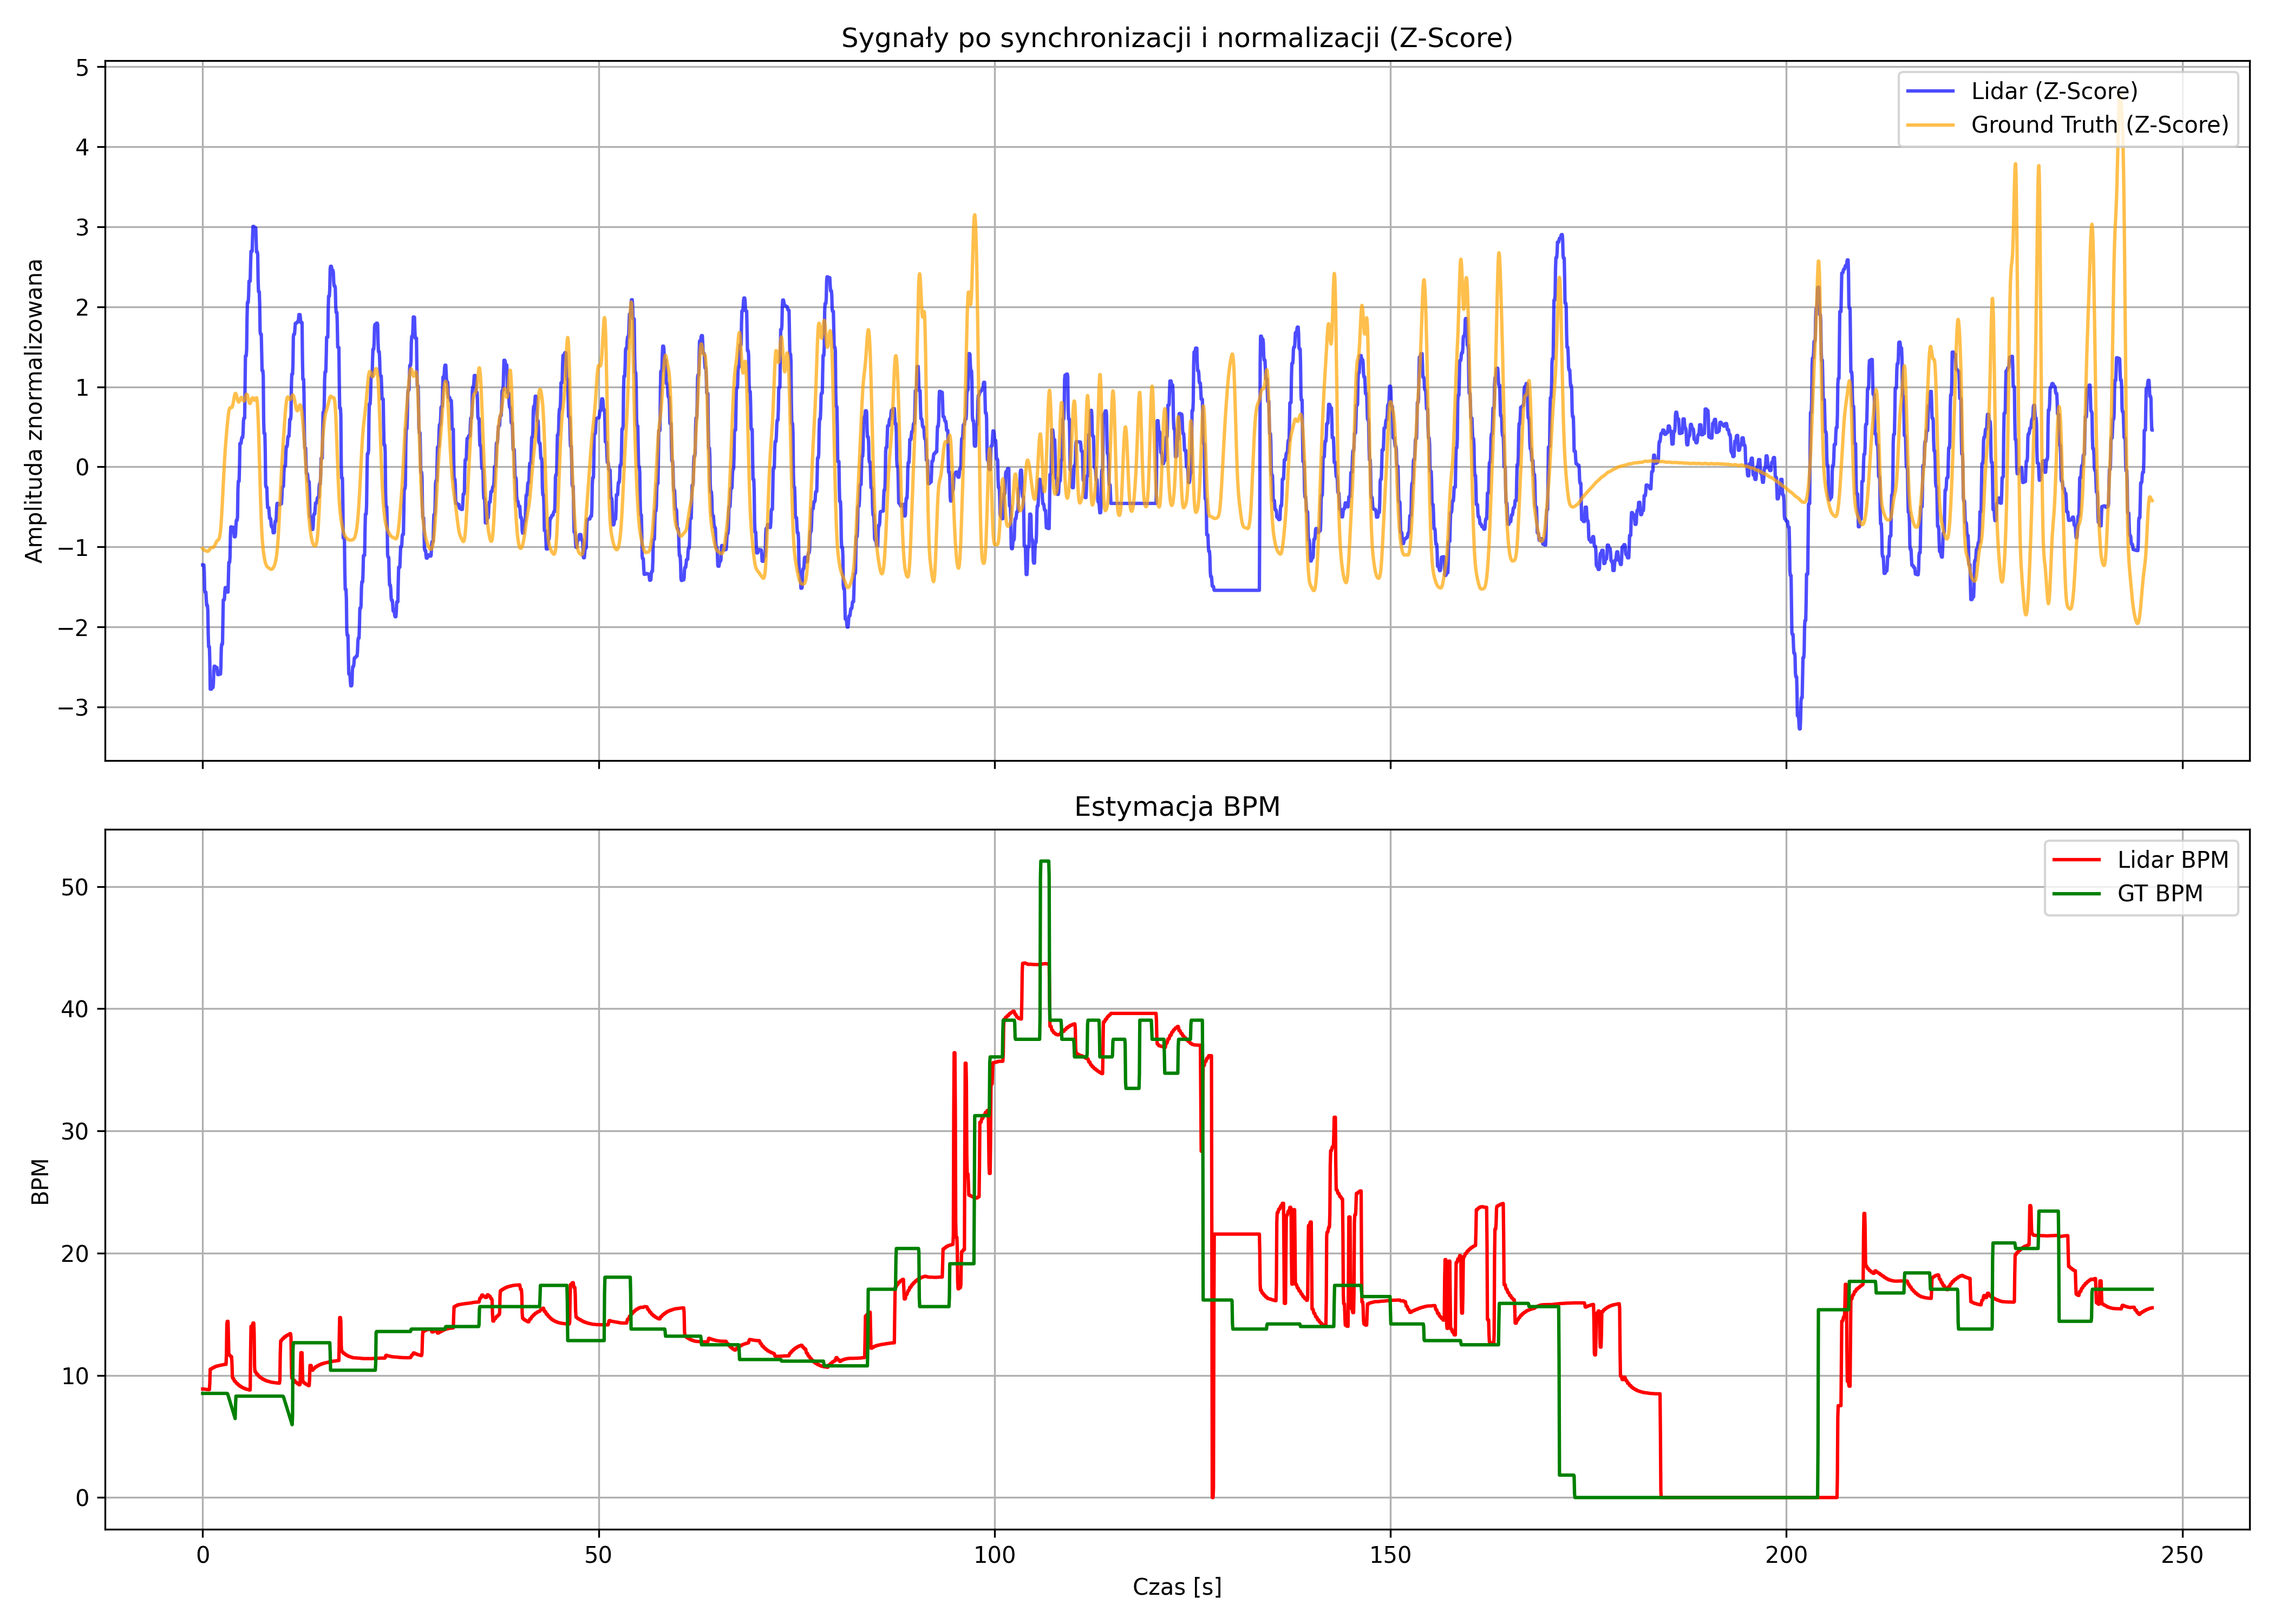 Sygnały po synchronizacji i normalizacji (Z-Score)
Amplituda znormalizowana
5
4
3
2
1
0
−1
−2
−3
Lidar (Z-Score)
Ground Truth (Z-Score)
Estymacja BPM
BPM
50
40
30
20
10
0
Lidar BPM
GT BPM
0 50 100 150 200 250
Czas [s]